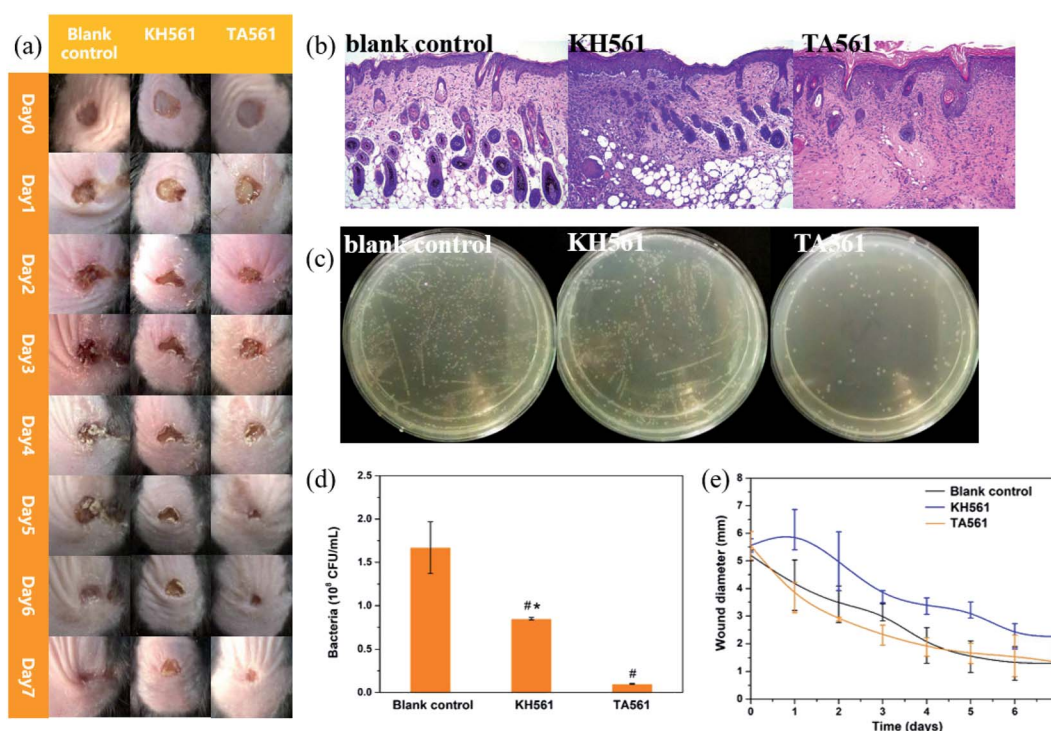 (a)
Blank
control
KH561
TA561
Day0
Day1
Day2
Day3
Day4
Day5
Day6
Day7
(b)
blank control
KH561
TA561
(c)
blank control
KH561
TA561
(d)
Bacteria (10⁸ CFU/mL)
2.5
2.0
1.5
1.0
0.5
0.0
#*
#
Blank control
KH561
TA561
(e)
Wound diameter (mm)
8
7
6
5
4
3
2
1
0
Blank control
KH561
TA561
0
1
2
3
4
5
6
Time (days)